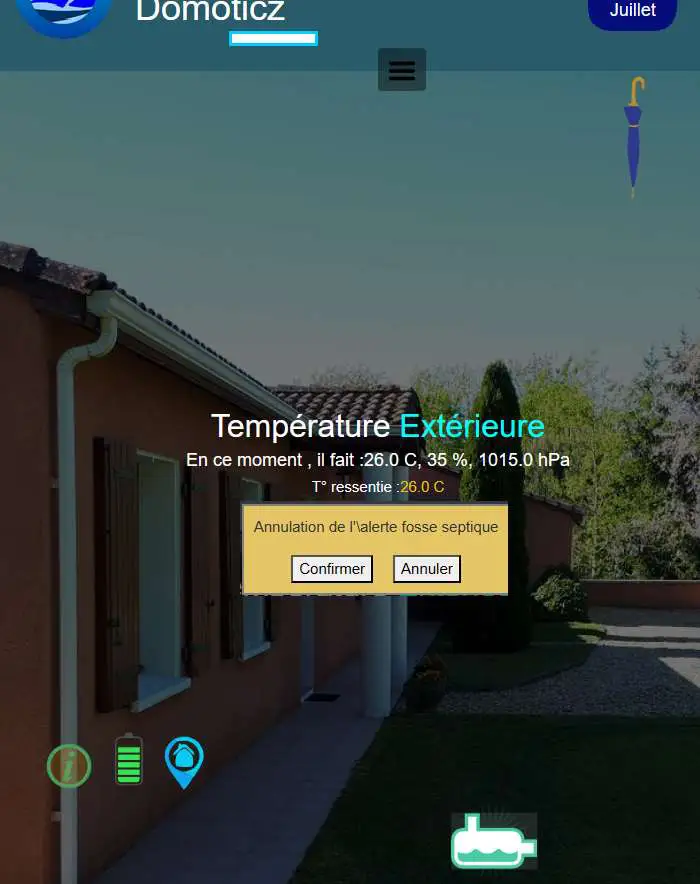 Domoticz
Juillet
Température Extérieure
En ce moment , il fait :26.0 C, 35 %, 1015.0 hPa
T° ressentie :26.0 C
Annulation de l'\alerte fosse septique
Confirmer Annuler